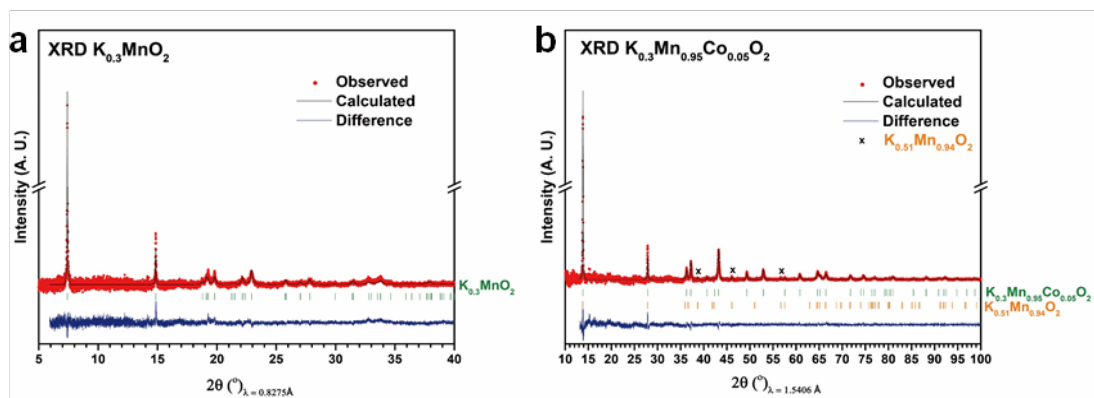 a
XRD K0.3MnO2
Observed
Calculated
Difference
Intensity (A. U.)
K0.3MnO2
5 10 15 20 25 30 35 40
2θ (°)λ = 0.8275Å
b
XRD K0.3Mn0.95Co0.05O2
Observed
Calculated
Difference
x K0.51Mn0.94O2
Intensity (A. U.)
x x x
K0.3Mn0.95Co0.05O2
K0.51Mn0.94O2
10 15 20 25 30 35 40 45 50 55 60 65 70 75 80 85 90 95 100
2θ (°)λ = 1.5406Å